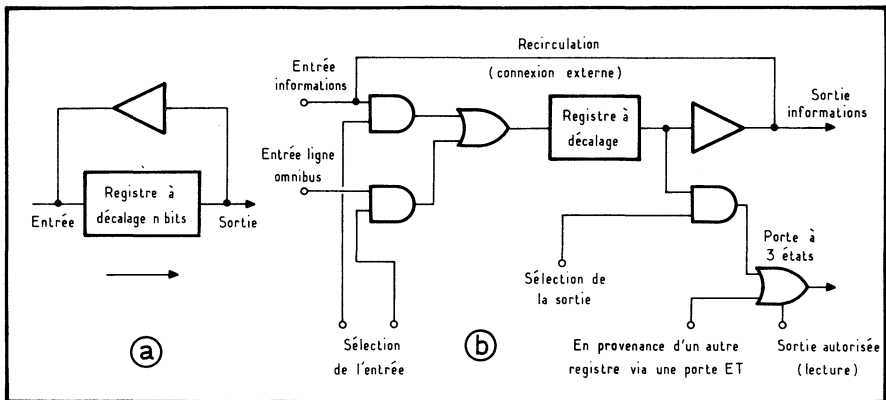 Registre à
décalage n bits
Entrée
Sortie
a
Recirculation
(connexion externe)
Entrée
informations
Entrée ligne
omnibus
Registre à
décalage
Sortie
informations
Sélection de
la sortie
Porte à
3 états
Sélection
de l'entrée
b
En provenance d'un autre
registre via une porte ET
Sortie autorisée
(lecture)